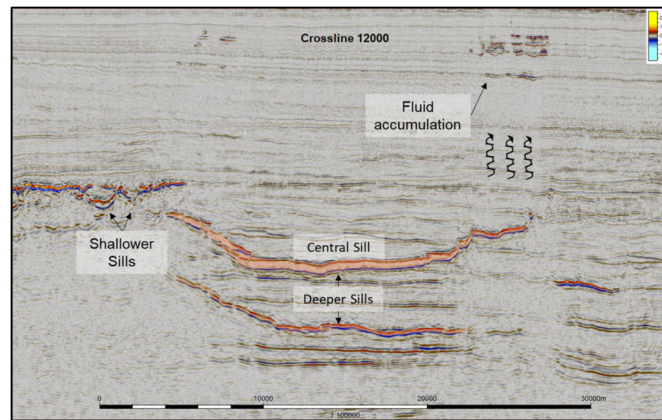 Crossline 12000
Fluid
accumulation
Shallower
Sills
Central Sill
Deeper Sills
0
10000
20000
30000m